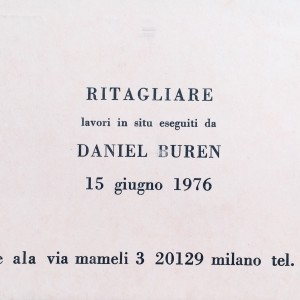 RITAGLIARE
lavori in situ eseguiti da
DANIEL BUREN
15 giugno 1976
ala via mameli 3 20129 milano tel.